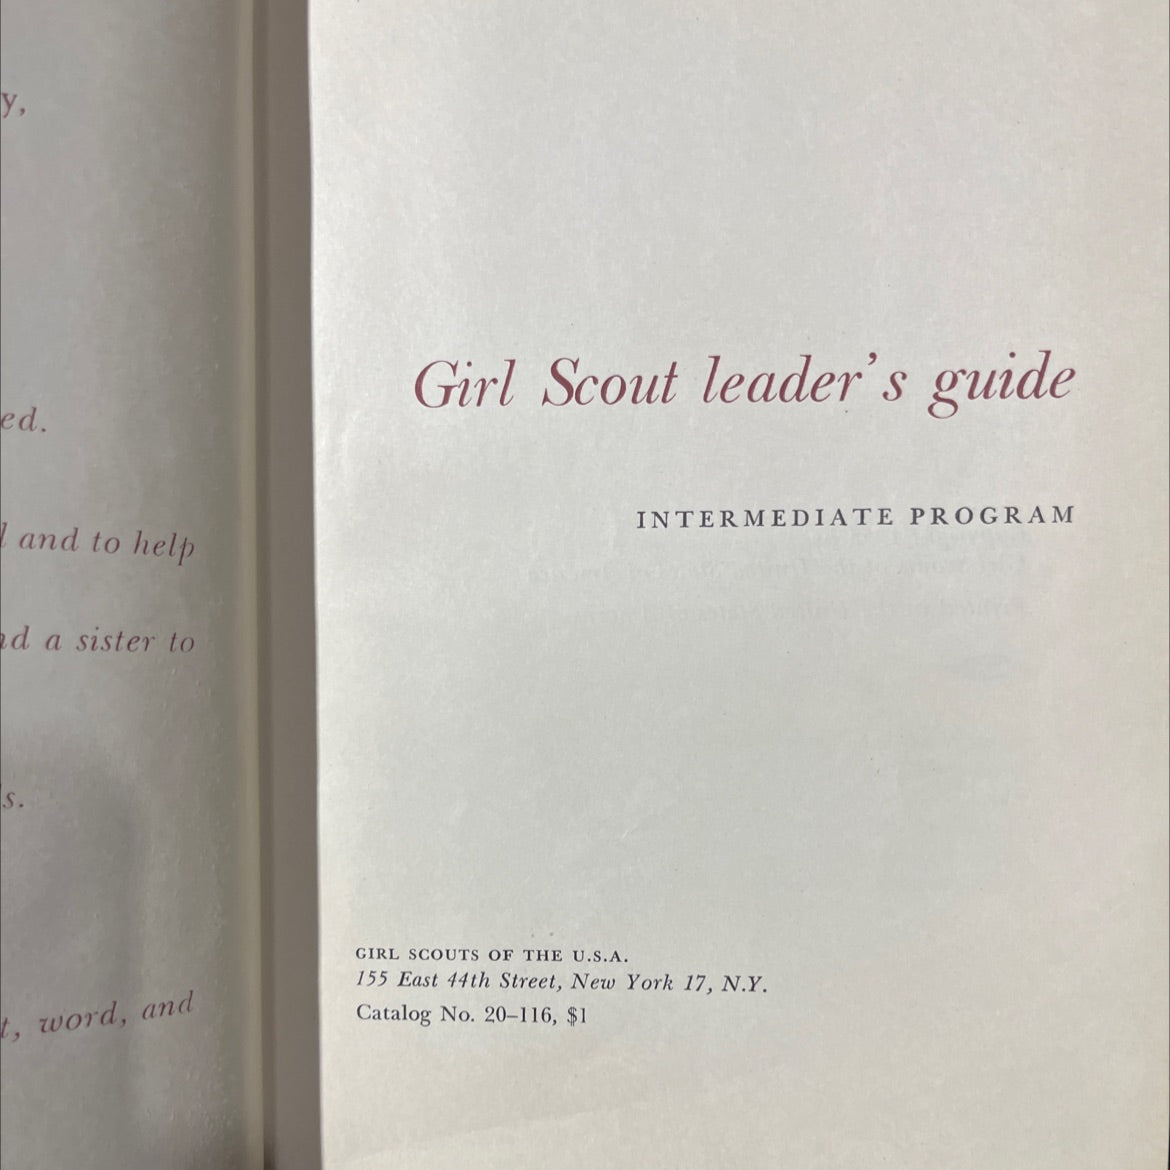 y,
ed.
and to help
a sister to
s.
word, and
Girl Scout leader's guide
INTERMEDIATE PROGRAM
GIRL SCOUTS OF THE U.S.A.
155 East 44th Street, New York 17, N.Y.
Catalog No. 20–116, $1